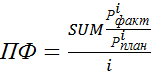 ПФ = SUM P^i_факт / P^i_план / i